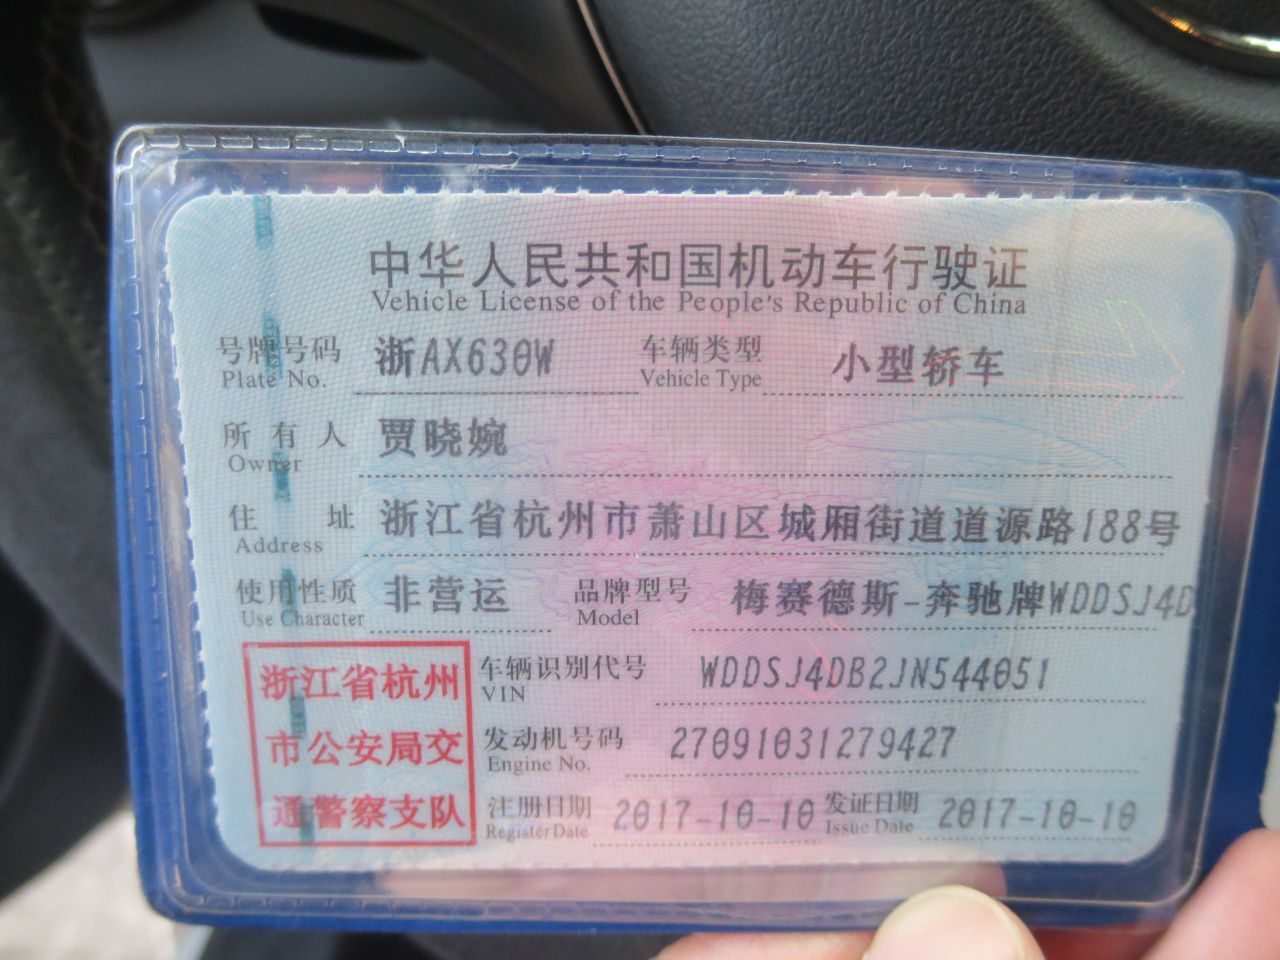 中华人民共和国机动车行驶证
Vehicle License of the People's Republic of China
号牌号码 浙AX630W 车辆类型 小型轿车
Plate No. Vehicle Type
所有人 贾晓婉
Owner
住址 浙江省杭州市萧山区城厢街道道源路188号
Address
使用性质 非营运 品牌型号 梅赛德斯-奔驰牌WDDSJ4D
Use Character Model
浙江省杭州
市公安局交
通警察支队
车辆识别代号 WDDSJ4DB2JN544051
VIN
发动机号码 27091031279427
Engine No.
注册日期 2017-10-10 发证日期 2017-10-10
Register Date Issue Date